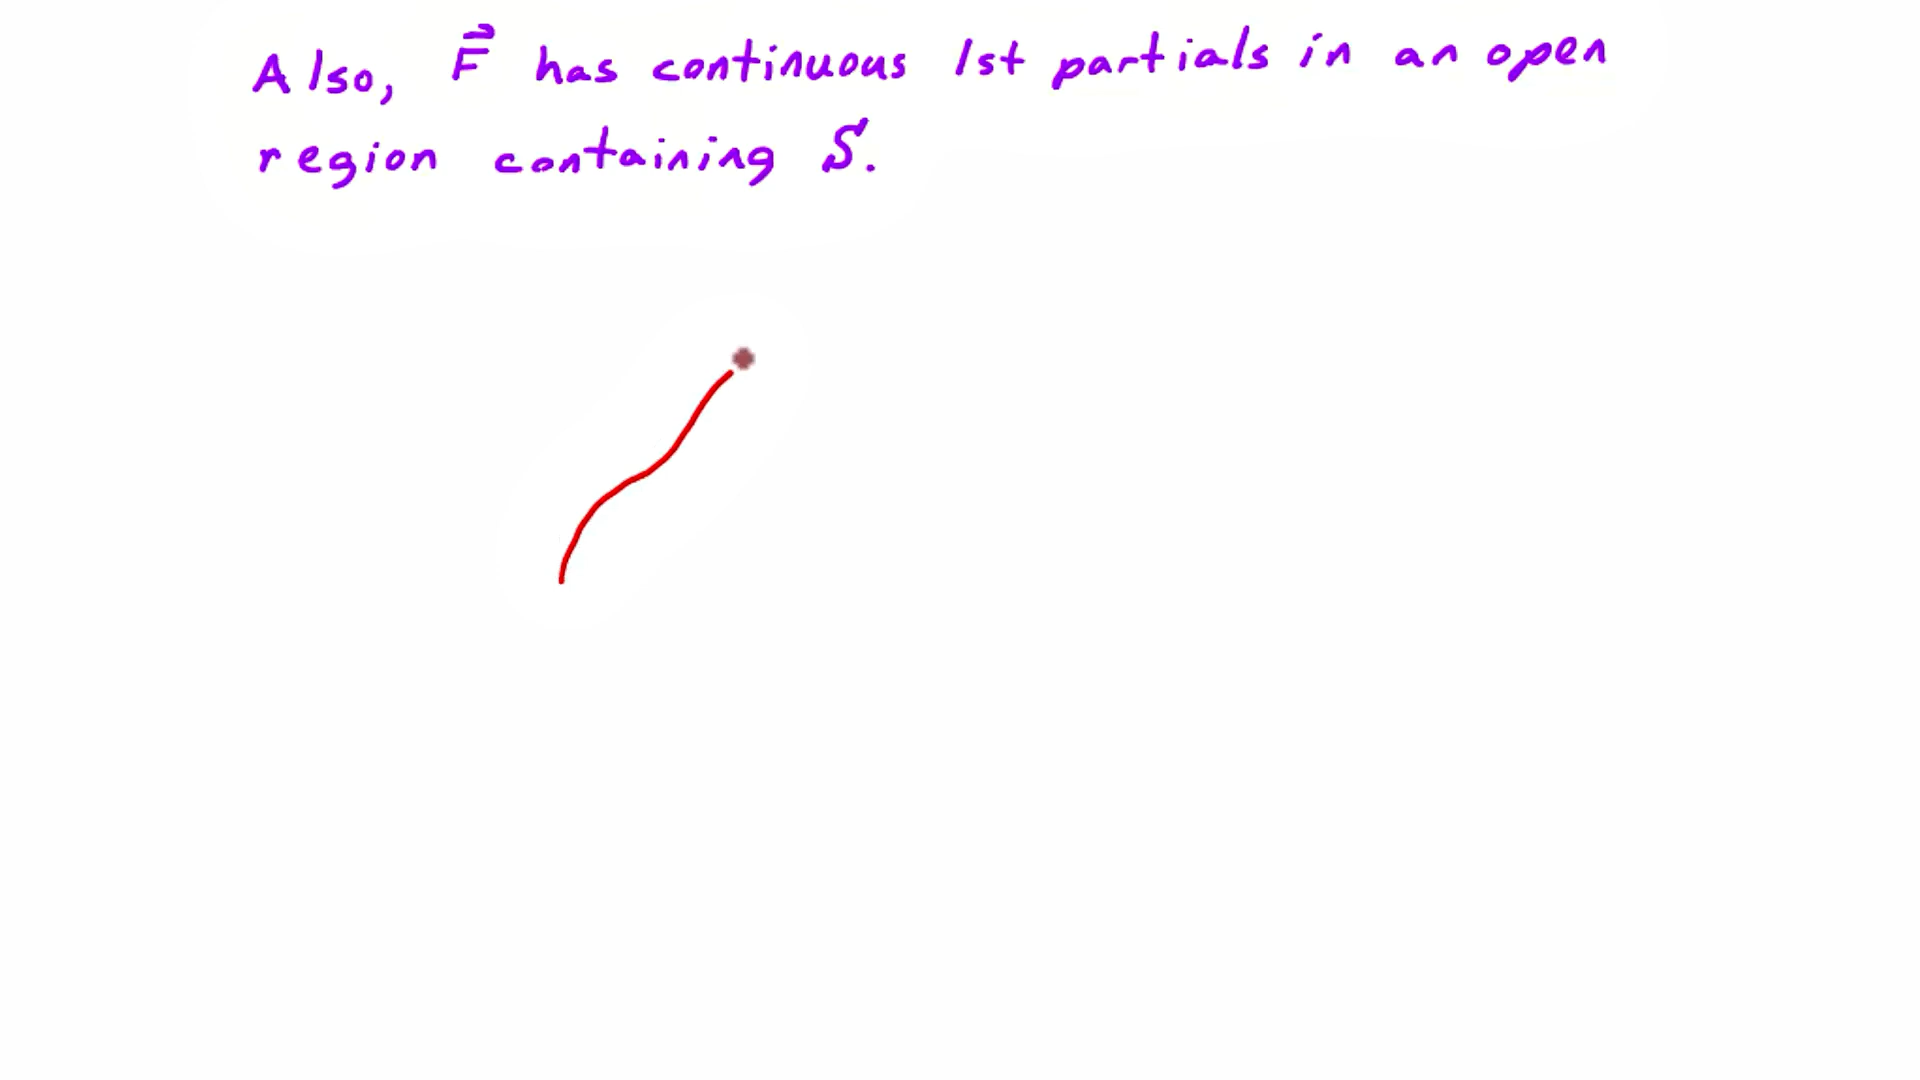 Also, F⃗ has continuous 1st partials in an open
region containing S.